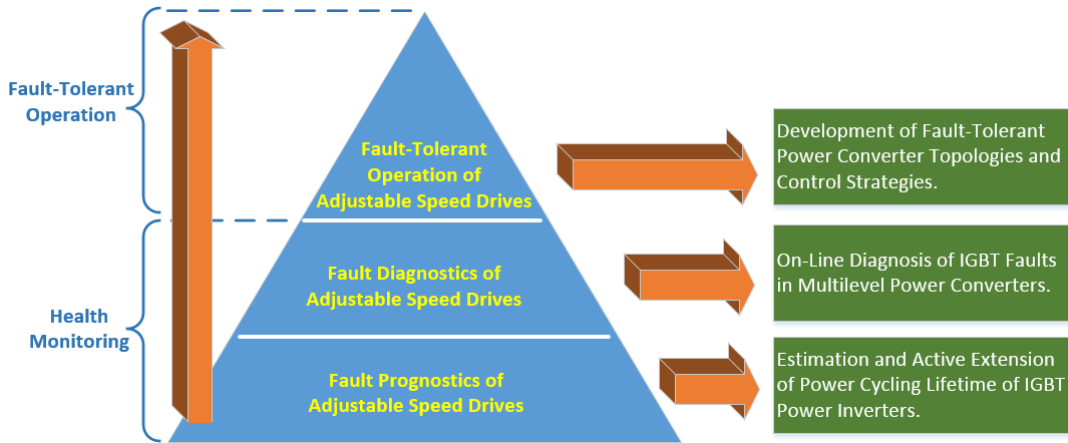 Fault-Tolerant
Operation
Health
Monitoring
Fault-Tolerant
Operation of
Adjustable Speed Drives
Fault Diagnostics of
Adjustable Speed Drives
Fault Prognostics of
Adjustable Speed Drives
Development of Fault-Tolerant
Power Converter Topologies and
Control Strategies.
On-Line Diagnosis of IGBT Faults
in Multilevel Power Converters.
Estimation and Active Extension
of Power Cycling Lifetime of IGBT
Power Inverters.